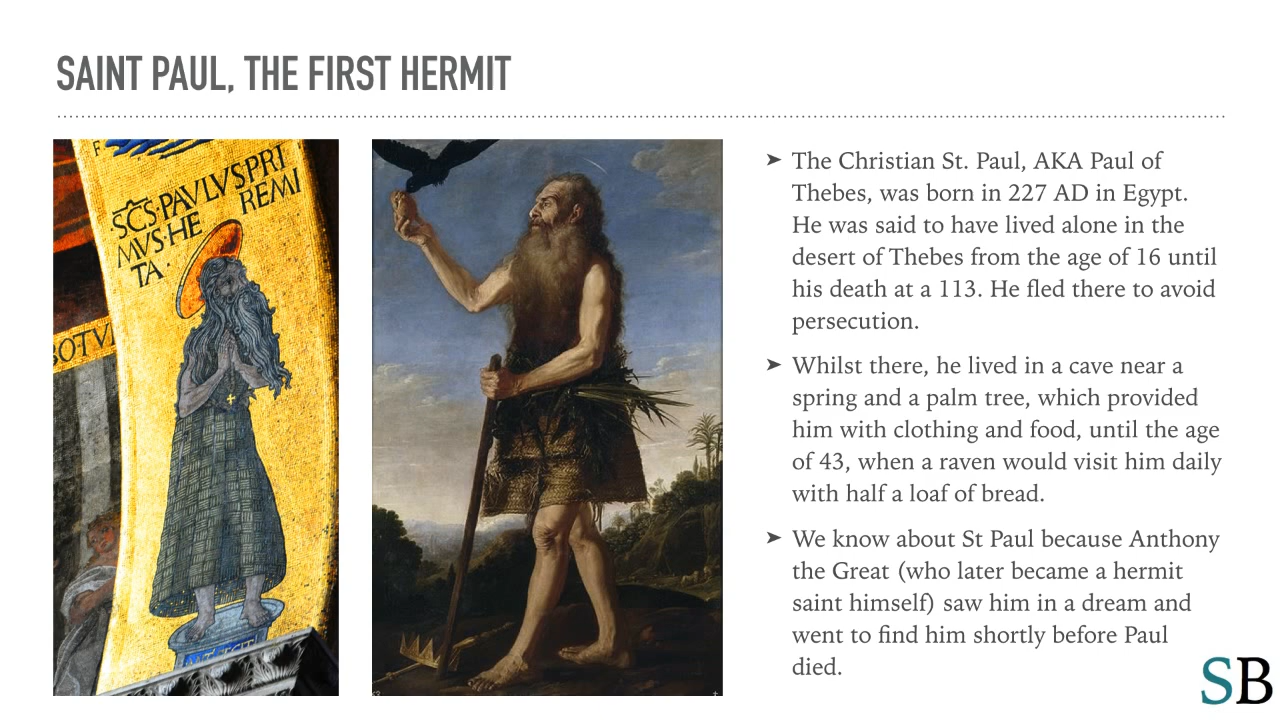 SAINT PAUL, THE FIRST HERMIT
F
SCS·PAVLVSPRI
MVS·HE REMI
TA·
BOTV
➤ The Christian St. Paul, AKA Paul of
Thebes, was born in 227 AD in Egypt.
He was said to have lived alone in the
desert of Thebes from the age of 16 until
his death at a 113. He fled there to avoid
persecution.
➤ Whilst there, he lived in a cave near a
spring and a palm tree, which provided
him with clothing and food, until the age
of 43, when a raven would visit him daily
with half a loaf of bread.
➤ We know about St Paul because Anthony
the Great (who later became a hermit
saint himself) saw him in a dream and
went to find him shortly before Paul
died.
SB